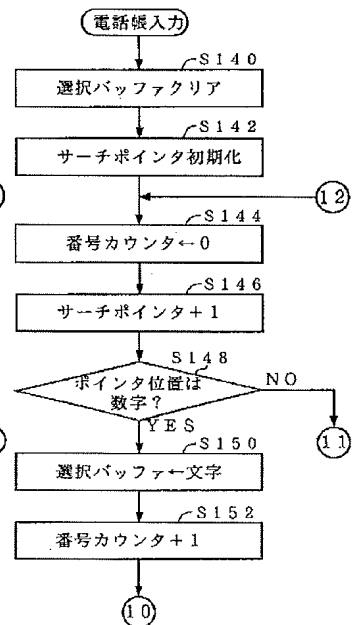 電話帳入力
S140
選択バッファクリア
S142
サーチポインタ初期化
12
S144
番号カウンタ←0
S146
サーチポインタ+1
S148
ポインタ位置は
数字?
NO
YES
11
S150
選択バッファ←文字
S152
番号カウンタ+1
10